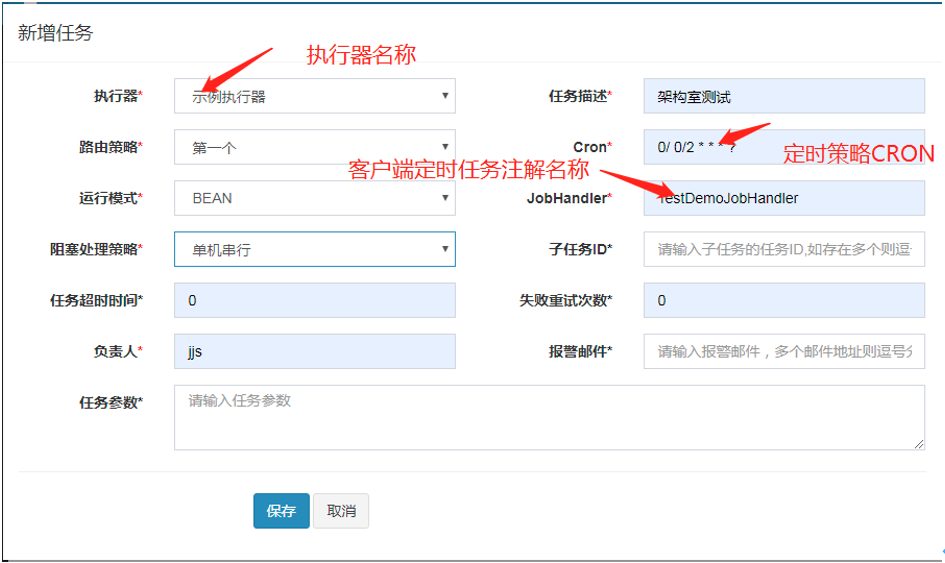 新增任务
执行器名称
执行器* 示例执行器 任务描述* 架构室测试
路由策略* 第一个 Cron* 0/ 0/2 * * * ?
定时策略CRON
客户端定时任务注解名称
运行模式* BEAN JobHandler* TestDemoJobHandler
阻塞处理策略* 单机串行 子任务ID* 请输入子任务的任务ID,如存在多个则逗
任务超时时间* 0 失败重试次数* 0
负责人* jjs 报警邮件* 请输入报警邮件，多个邮件地址则逗号分
任务参数* 请输入任务参数
保存 取消